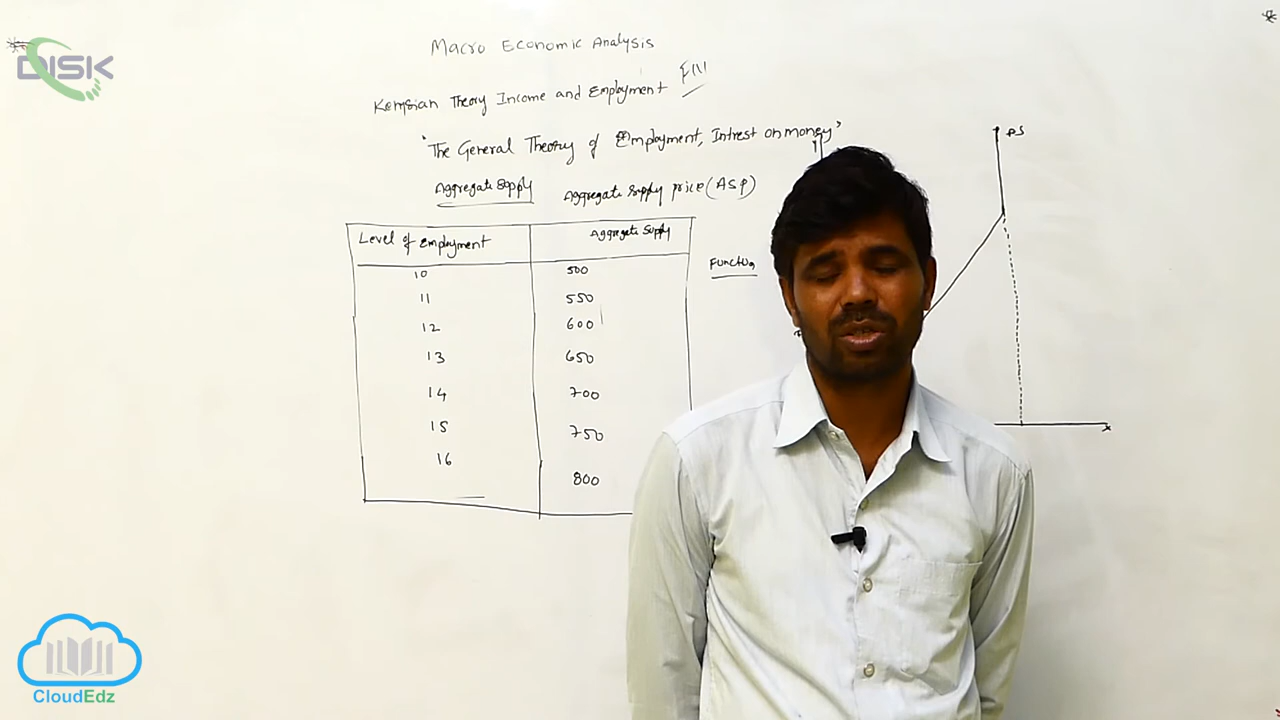 DISK
Macro Economic Analysis
Kenysian Theory Income and Employment
"The General Theory of Employment, Intrest on money"
Aggregate Supply Aggregate Supply price (ASP)
Level of employment Aggregate Supply
10 500
11 550
12 600
13 650
14 700
15 750
16 800
AS
x
CloudEdz